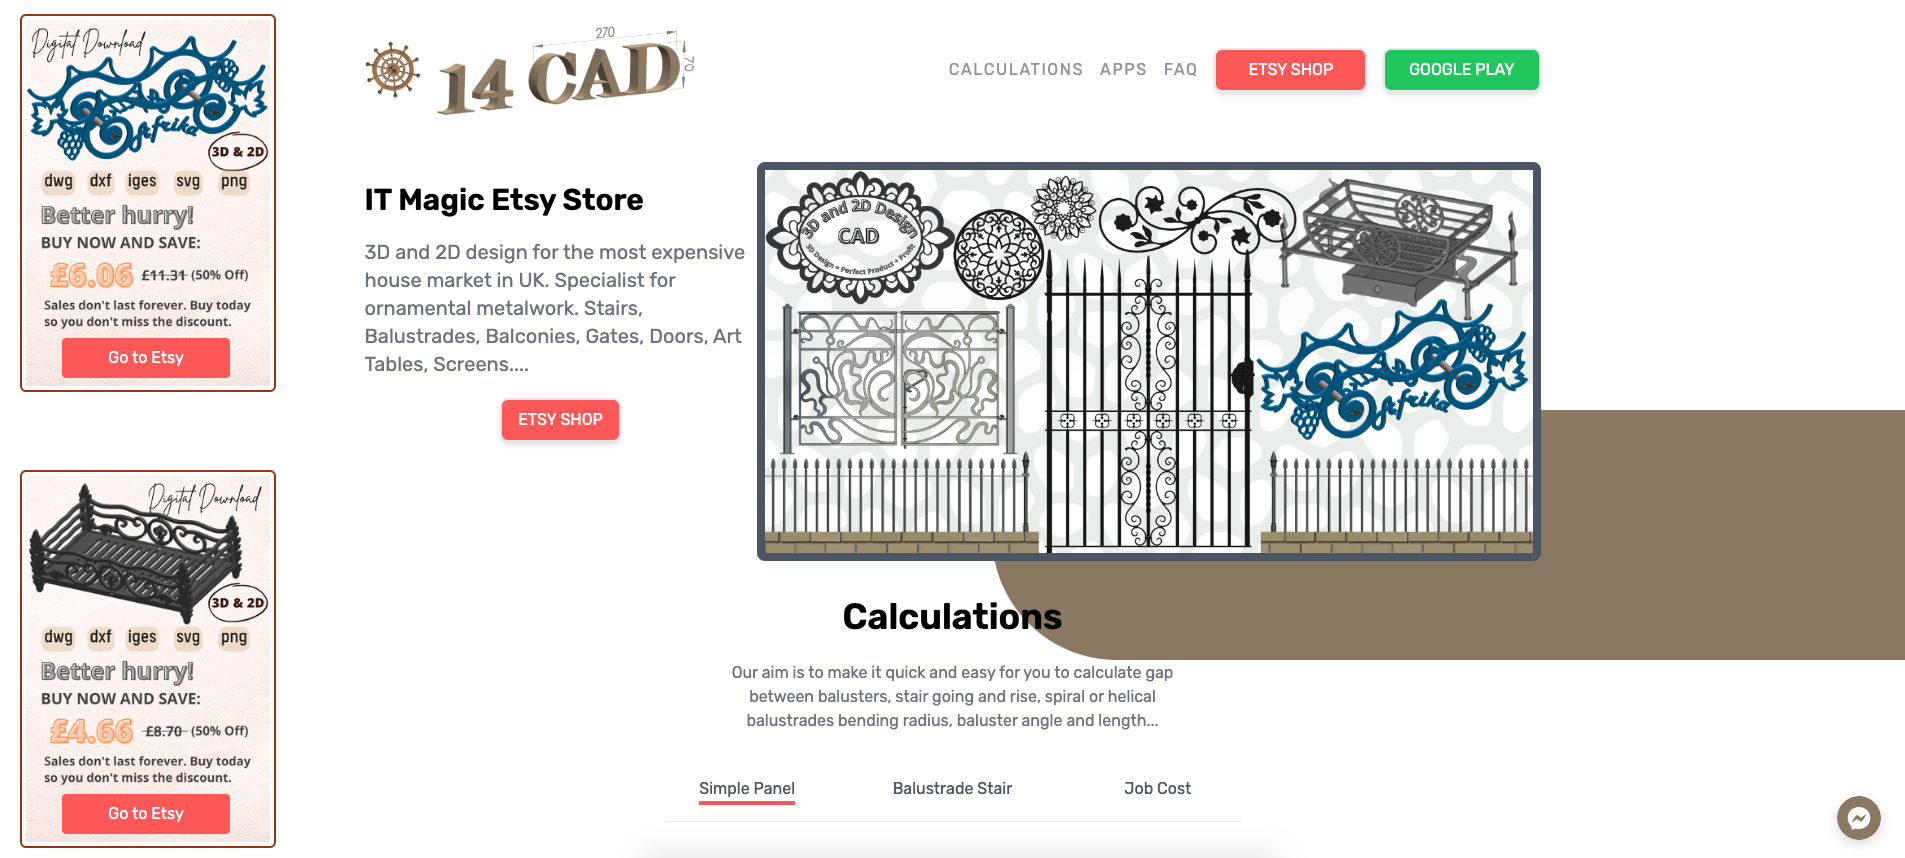 Digital Download
frika
3D & 2D
dwg dxf iges svg png
Better hurry!
BUY NOW AND SAVE:
£6.06 £11.31 (50% Off)
Sales don't last forever. Buy today
so you don't miss the discount.
Go to Etsy
Digital Download
3D & 2D
dwg dxf iges svg png
Better hurry!
BUY NOW AND SAVE:
£4.66 £8.70 (50% Off)
Sales don't last forever. Buy today
so you don't miss the discount.
Go to Etsy
14 CAD
270
70
CALCULATIONS APPS FAQ ETSY SHOP GOOGLE PLAY
IT Magic Etsy Store
3D and 2D design for the most expensive
house market in UK. Specialist for
ornamental metalwork. Stairs,
Balustrades, Balconies, Gates, Doors, Art
Tables, Screens....
ETSY SHOP
3D and 2D Design
CAD
3D Design = Perfect Product + Profit
frika
Calculations
Our aim is to make it quick and easy for you to calculate gap
between balusters, stair going and rise, spiral or helical
balustrades bending radius, baluster angle and length...
Simple Panel Balustrade Stair Job Cost